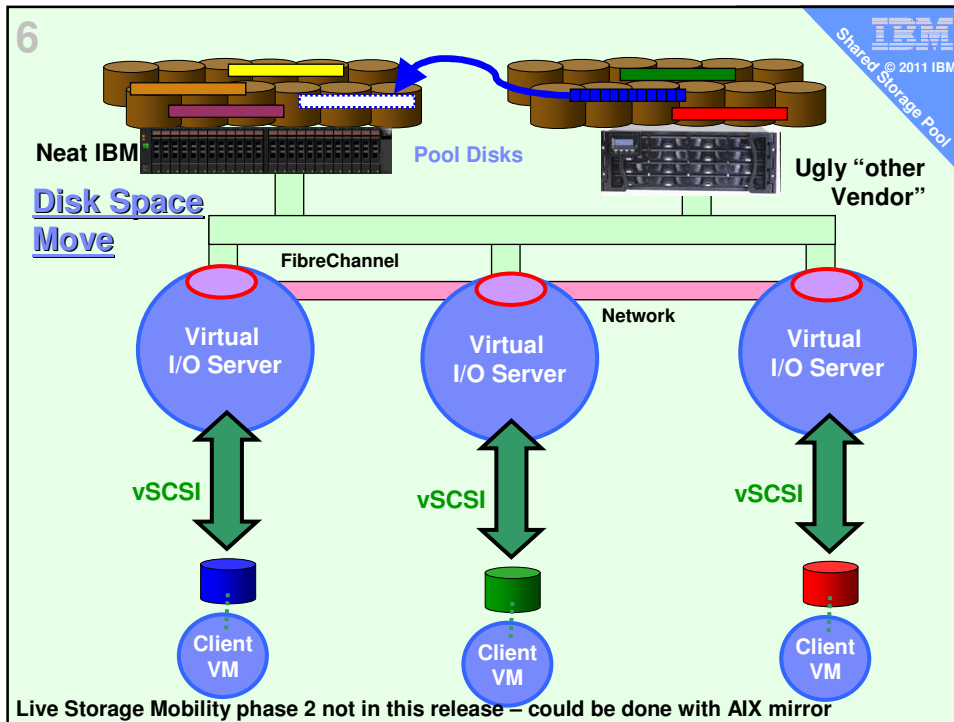 6
IBM
© 2011 IBM
Shared Storage Pool
Neat IBM
Pool Disks
Ugly “other
Vendor”
Disk Space
Move
FibreChannel
Network
Virtual
I/O Server
Virtual
I/O Server
Virtual
I/O Server
vSCSI
vSCSI
vSCSI
Client
VM
Client
VM
Client
VM
Live Storage Mobility phase 2 not in this release – could be done with AIX mirror